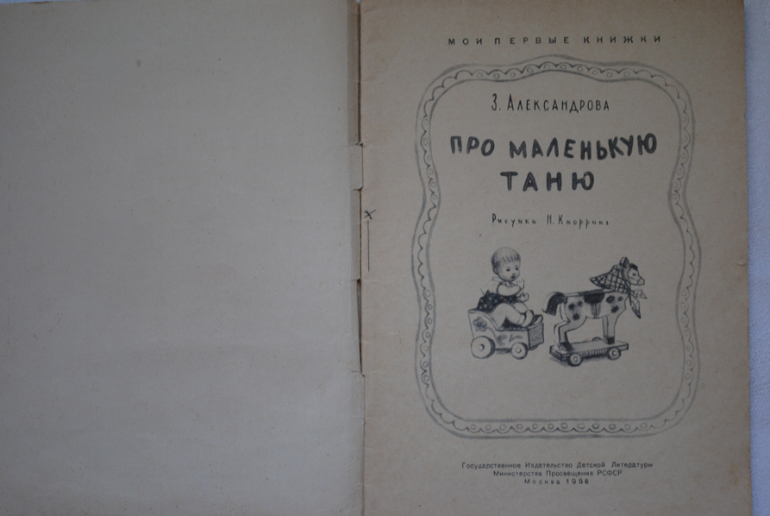 МОИ ПЕРВЫЕ КНИЖКИ
З. АЛЕКСАНДРОВА
ПРО МАЛЕНЬКУЮ
ТАНЮ
Рисунки Н. Кнорринг
Государственное Издательство Детской Литературы
Министерства Просвещения РСФСР
Москва 1956